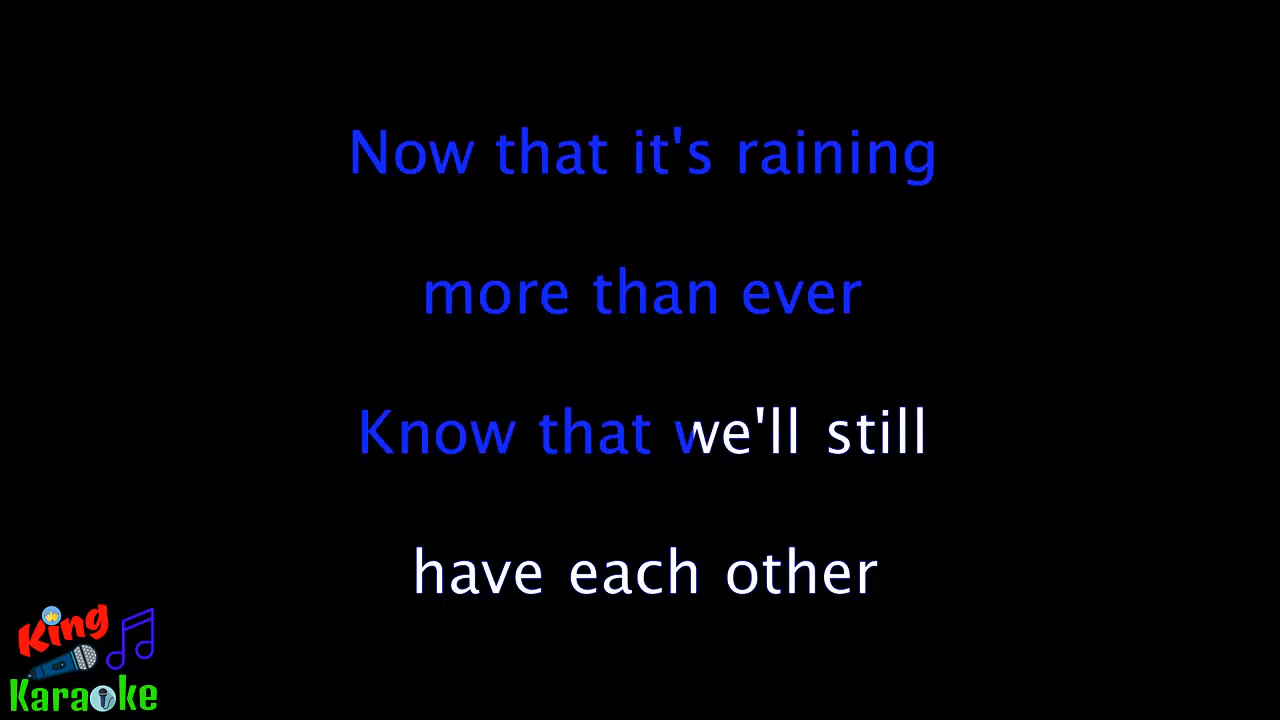 Now that it's raining
more than ever
Know that we'll still
have each other
King
Karaoke